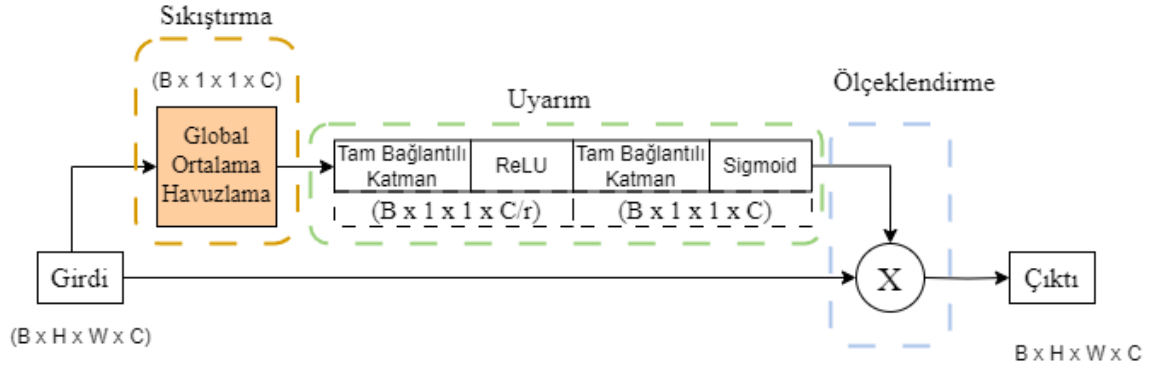 Sıkıştırma
(B x 1 x 1 x C)
Global
Ortalama
Havuzlama
Uyarım
Tam Bağlantılı
Katman
ReLU
Tam Bağlantılı
Katman
Sigmoid
(B x 1 x 1 x C/r)
(B x 1 x 1 x C)
Ölçeklendirme
X
Girdi
(B x H x W x C)
Çıktı
B x H x W x C